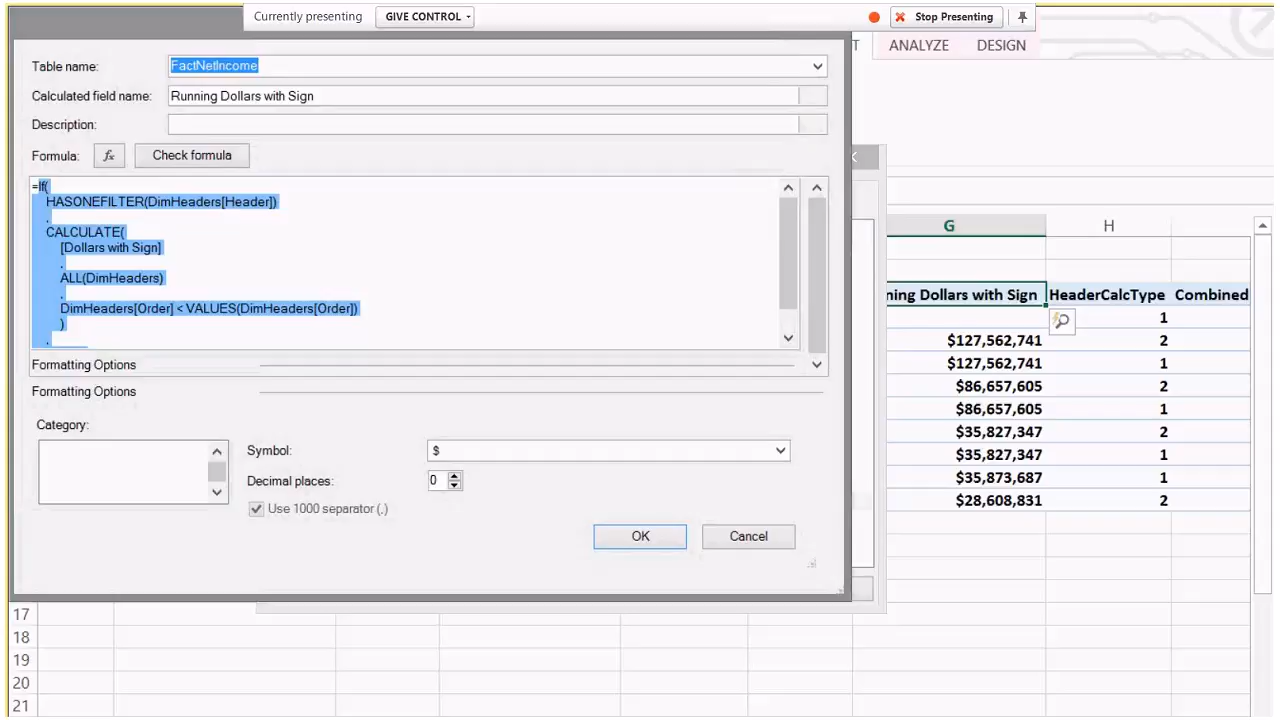 Currently presenting GIVE CONTROL Stop Presenting
ANALYZE DESIGN
Table name: FactNetIncome
Calculated field name: Running Dollars with Sign
Description:
Formula: fx Check formula
=If(
HASONEFILTER(DimHeaders[Header])
,
CALCULATE(
[Dollars with Sign]
,
ALL(DimHeaders)
,
DimHeaders[Order] < VALUES(DimHeaders[Order])
)
,
Formatting Options
Formatting Options
Category:
Symbol: $
Decimal places: 0
Use 1000 separator (,)
OK Cancel
G H
ning Dollars with Sign HeaderCalcType Combined
1
$127,562,741 2
$127,562,741 1
$86,657,605 2
$86,657,605 1
$35,827,347 2
$35,827,347 1
$35,873,687 1
$28,608,831 2
17
18
19
20
21